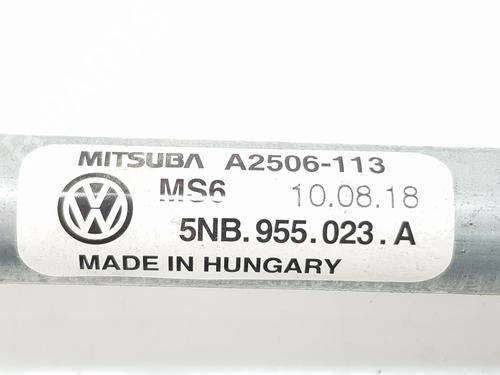 MITSUBA A2506-113
MS6 10.08.18
5NB.955.023.A
MADE IN HUNGARY